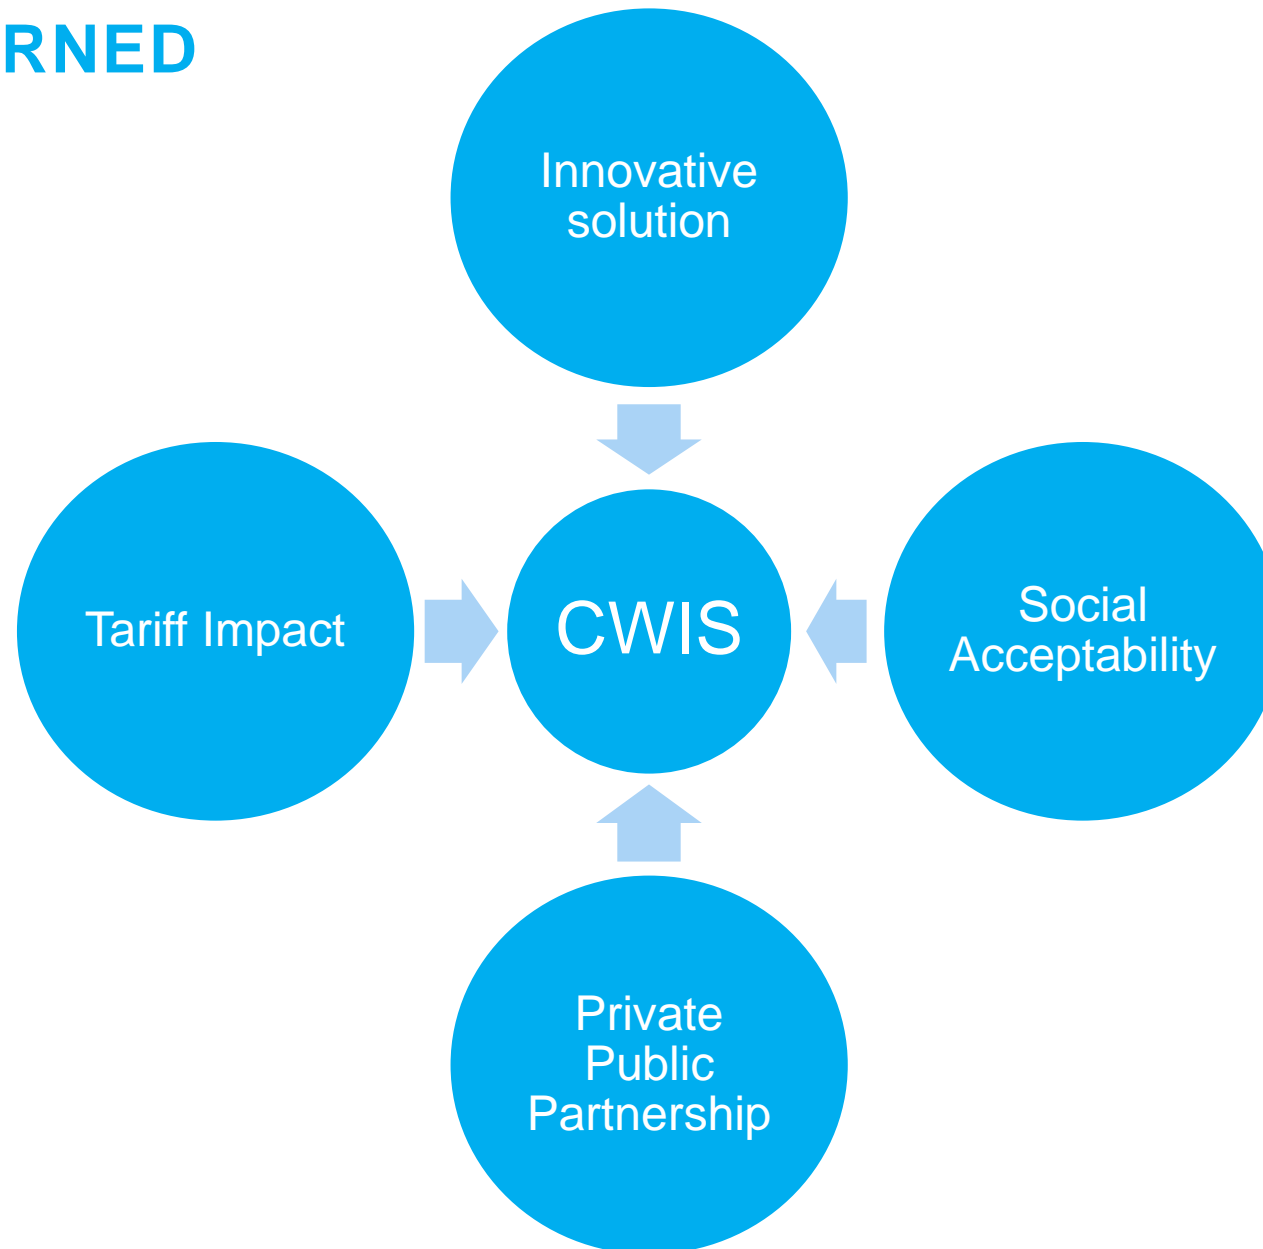 RNED
Innovative
solution
Tariff Impact
CWIS
Social
Acceptability
Private
Public
Partnership